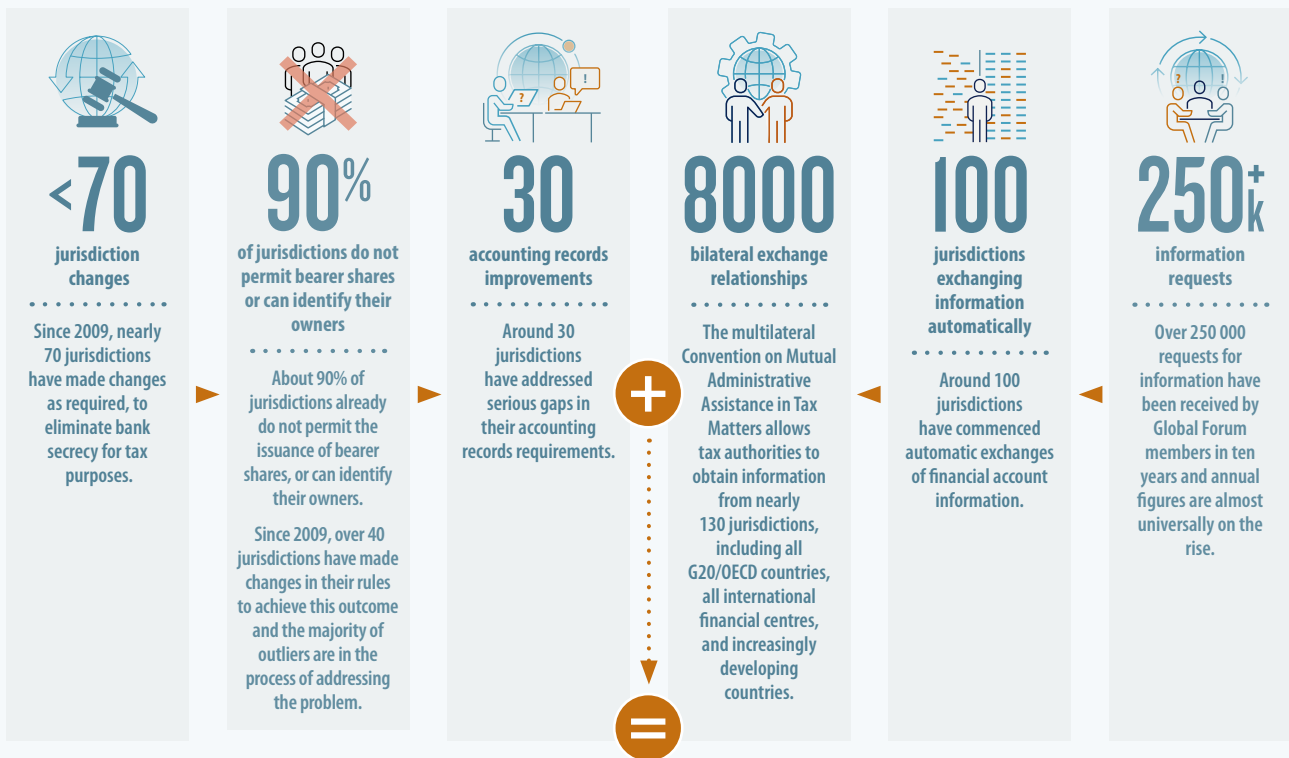 <70
jurisdiction
changes
Since 2009, nearly
70 jurisdictions
have made changes
as required, to
eliminate bank
secrecy for tax
purposes.
90%
of jurisdictions do not
permit bearer shares
or can identify their
owners
About 90% of
jurisdictions already
do not permit the
issuance of bearer
shares, or can identify
their owners.
Since 2009, over 40
jurisdictions have made
changes in their rules
to achieve this outcome
and the majority of
outliers are in the
process of addressing
the problem.
?
!
30
accounting records
improvements
Around 30
jurisdictions
have addressed
serious gaps in
their accounting
records requirements.
+
=
8000
bilateral exchange
relationships
The multilateral
Convention on Mutual
Administrative
Assistance in Tax
Matters allows
tax authorities to
obtain information
from nearly
130 jurisdictions,
including all
G20/OECD countries,
all international
financial centres,
and increasingly
developing
countries.
100
jurisdictions
exchanging
information
automatically
Around 100
jurisdictions
have commenced
automatic exchanges
of financial account
information.
? !
250k+
information
requests
Over 250 000
requests for
information have
been received by
Global Forum
members in ten
years and annual
figures are almost
universally on the
rise.